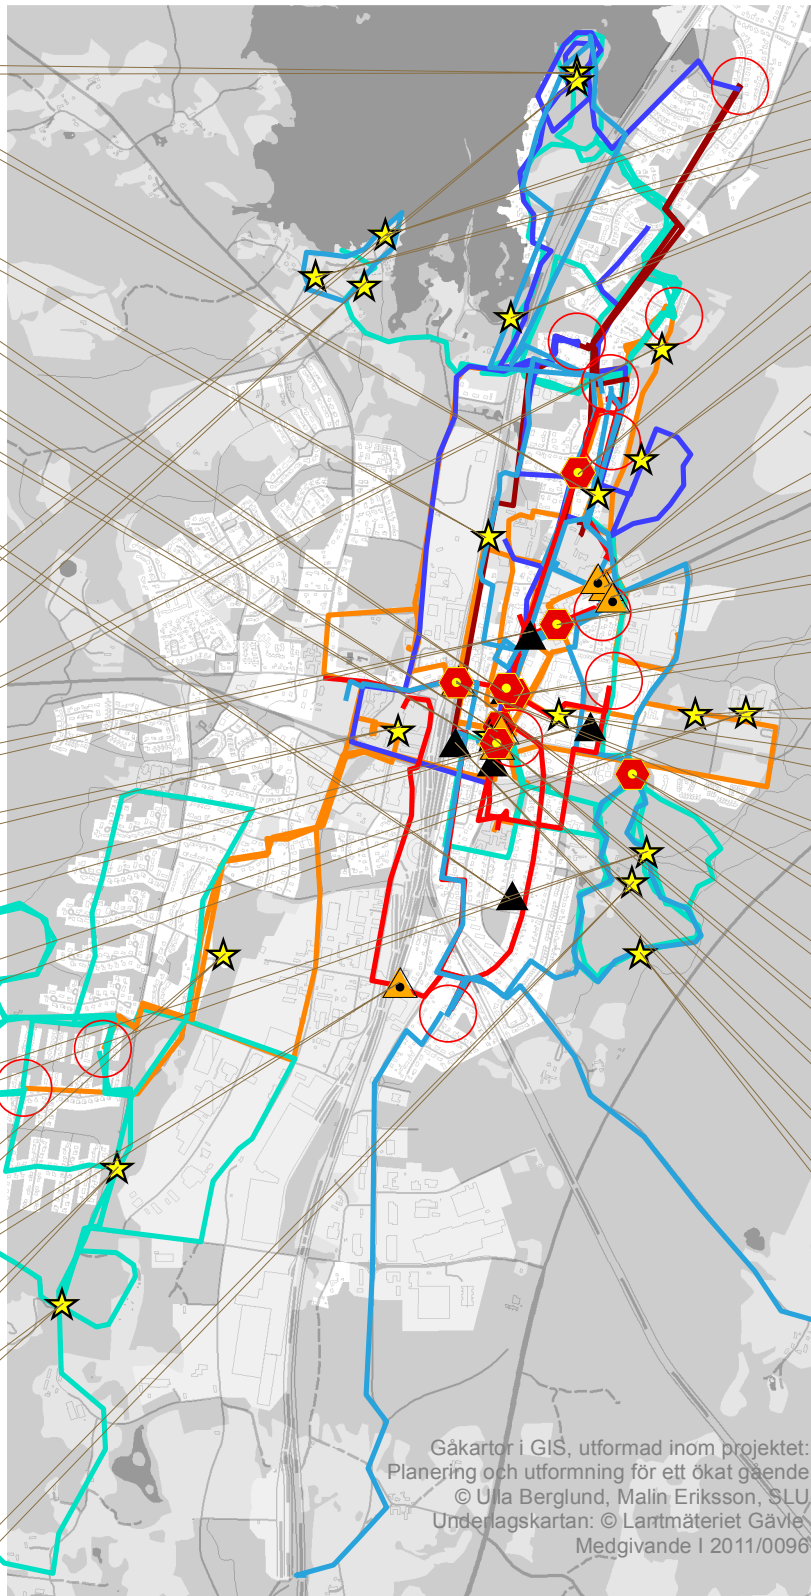 Gåkartor i GIS, utformad inom projektet:
Planering och utformning för ett ökat gående
© Ulla Berglund, Malin Eriksson, SLU
Underlagskartan: © Lantmäteriet Gävle
Medgivande I 2011/0096